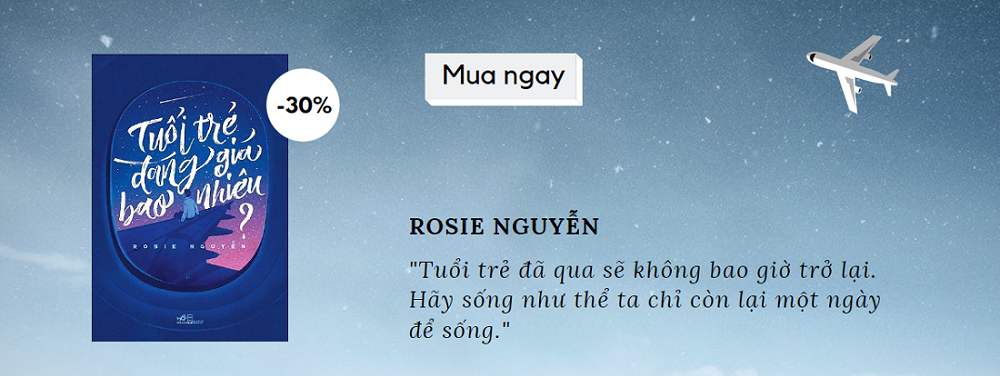 Tuổi trẻ
đáng giá
bao nhiêu
?
ROSIE NGUYỄN
-30%
Mua ngay
ROSIE NGUYỄN
"Tuổi trẻ đã qua sẽ không bao giờ trở lại.
Hãy sống như thể ta chỉ còn lại một ngày
để sống."